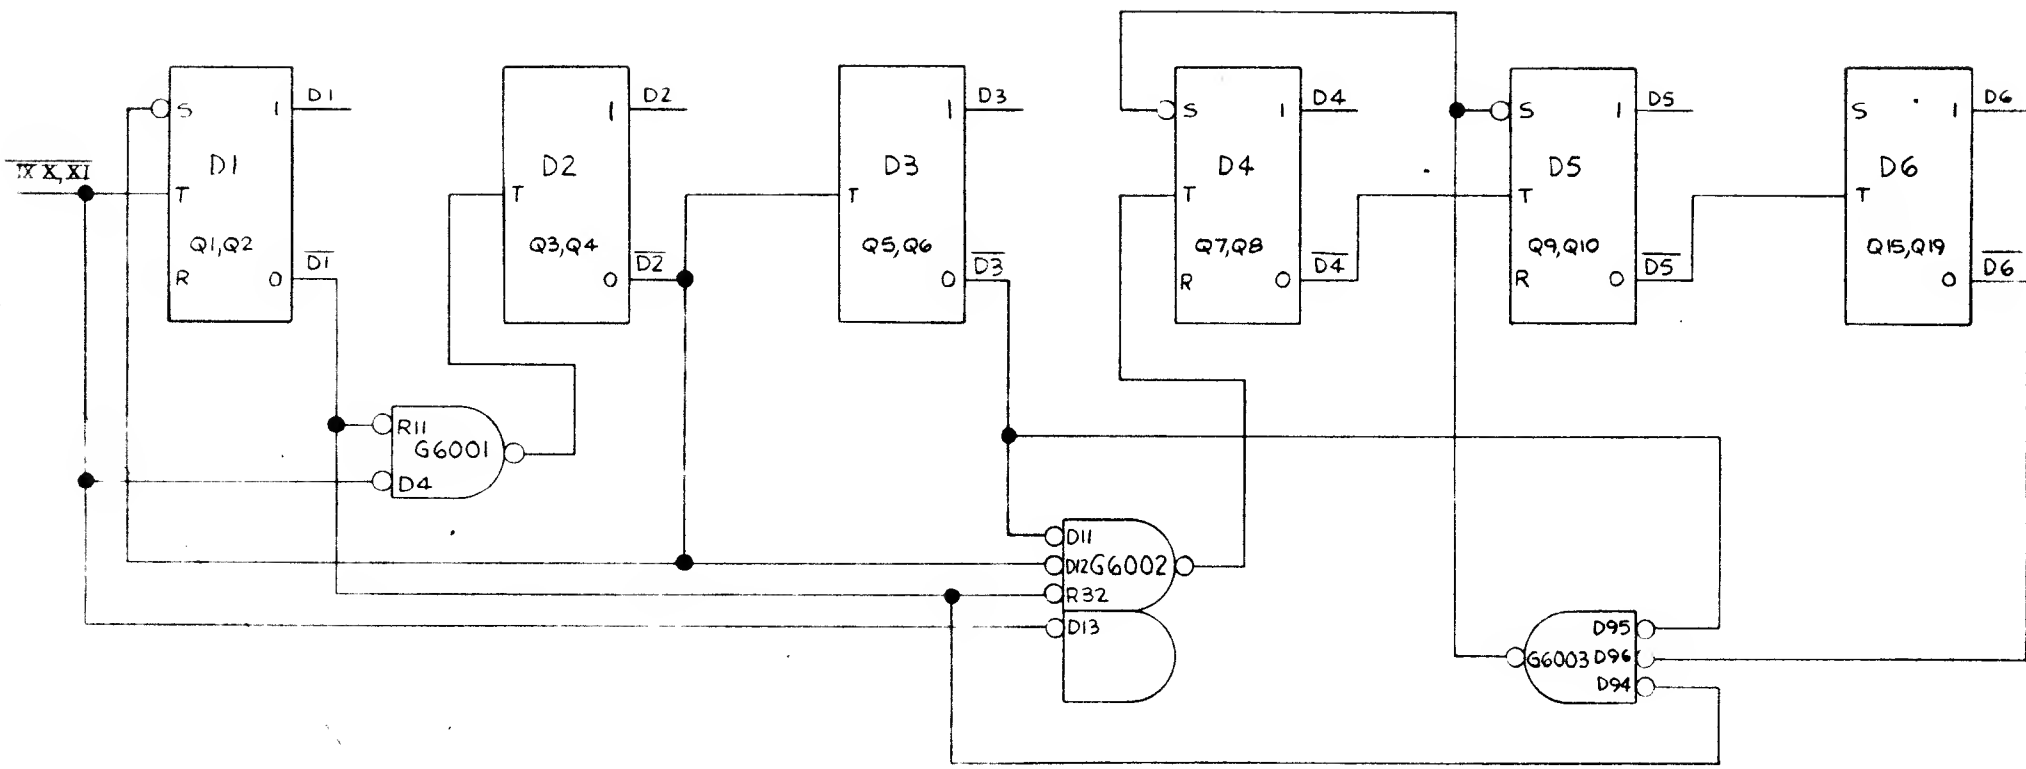 IX X, XI
S 1 D1
D1
T
Q1,Q2
R 0 D1
1 D2
D2
T
Q3,Q4
0 D2
1 D3
D3
T
Q5,Q6
0 D3
S 1 D4
D4
T
Q7,Q8
R 0 D4
S 1 D5
D5
T
Q9,Q10
R 0 D5
S 1 D6
D6
T
Q15,Q19
0 D6
R11
G6001
D4
D11
D12 G6002
R32
D13
D95
G6003 D96
D94